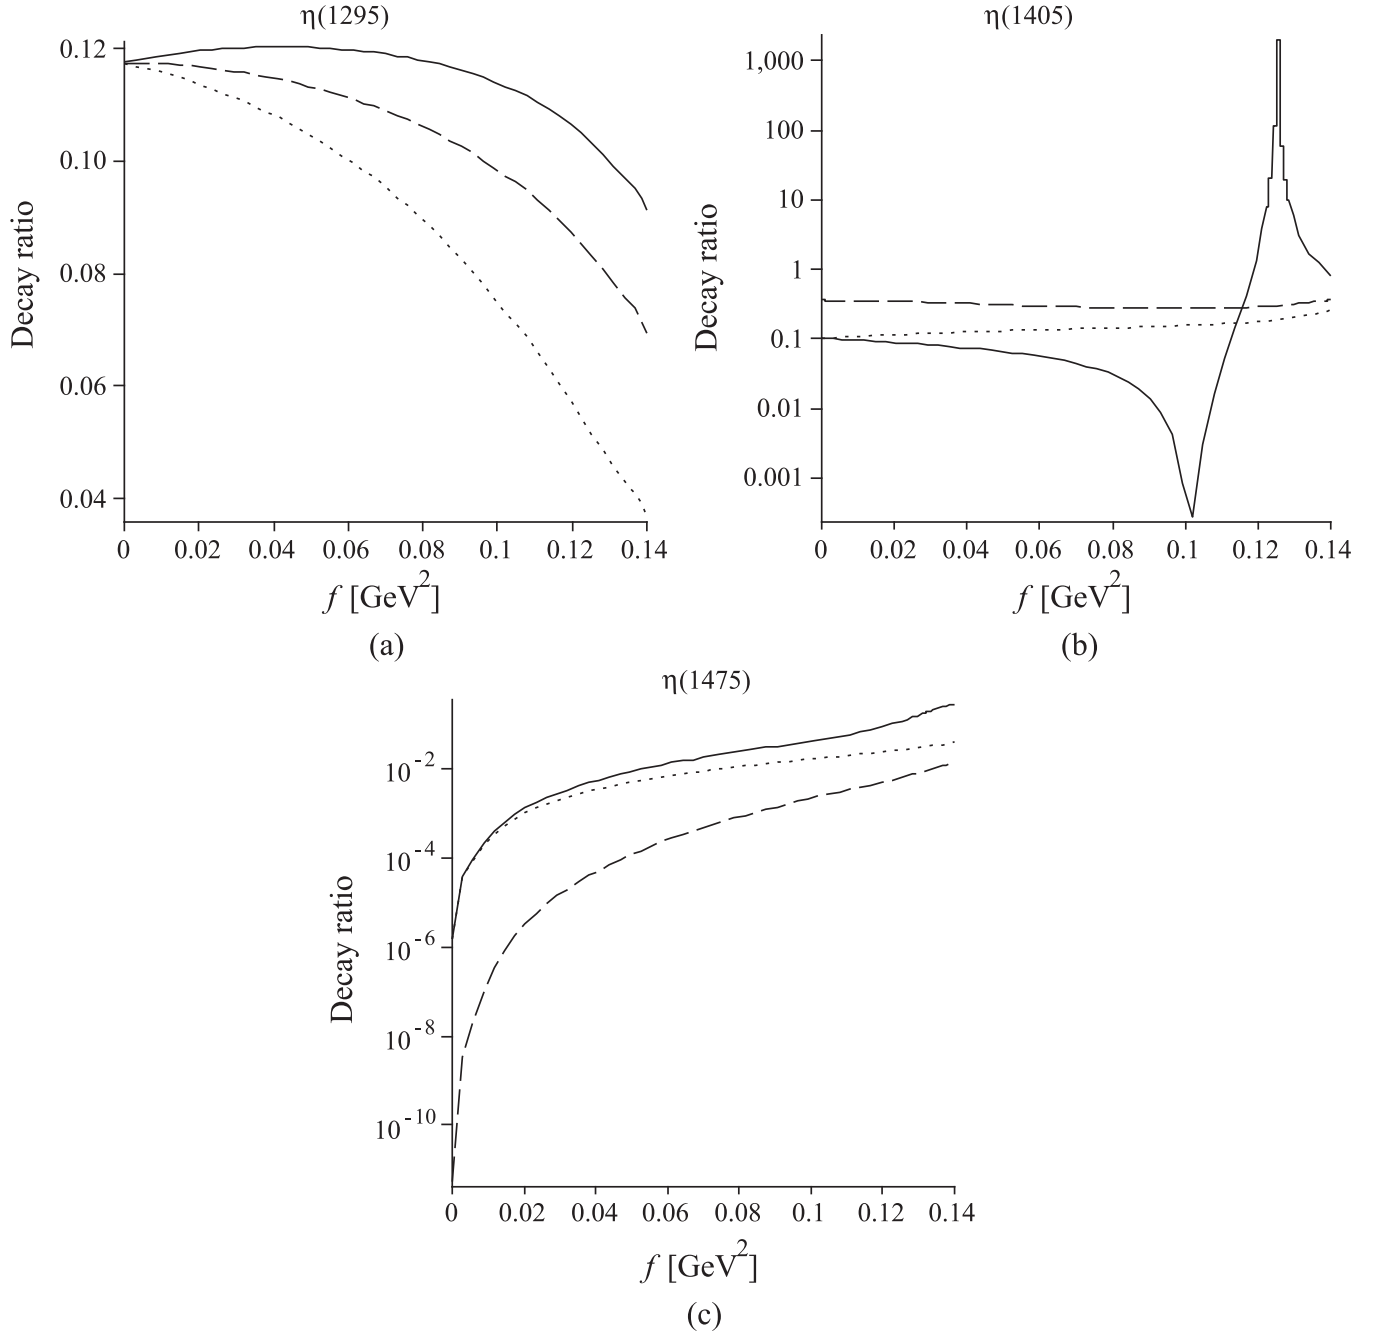 η(1295)
0.12
0.10
0.08
0.06
0.04
Decay ratio
0 0.02 0.04 0.06 0.08 0.1 0.12 0.14
f [GeV²]
(a)
η(1405)
1,000
100
10
1
0.1
0.01
0.001
Decay ratio
0 0.02 0.04 0.06 0.08 0.1 0.12 0.14
f [GeV²]
(b)
η(1475)
10⁻²
10⁻⁴
10⁻⁶
10⁻⁸
10⁻¹⁰
Decay ratio
0 0.02 0.04 0.06 0.08 0.1 0.12 0.14
f [GeV²]
(c)